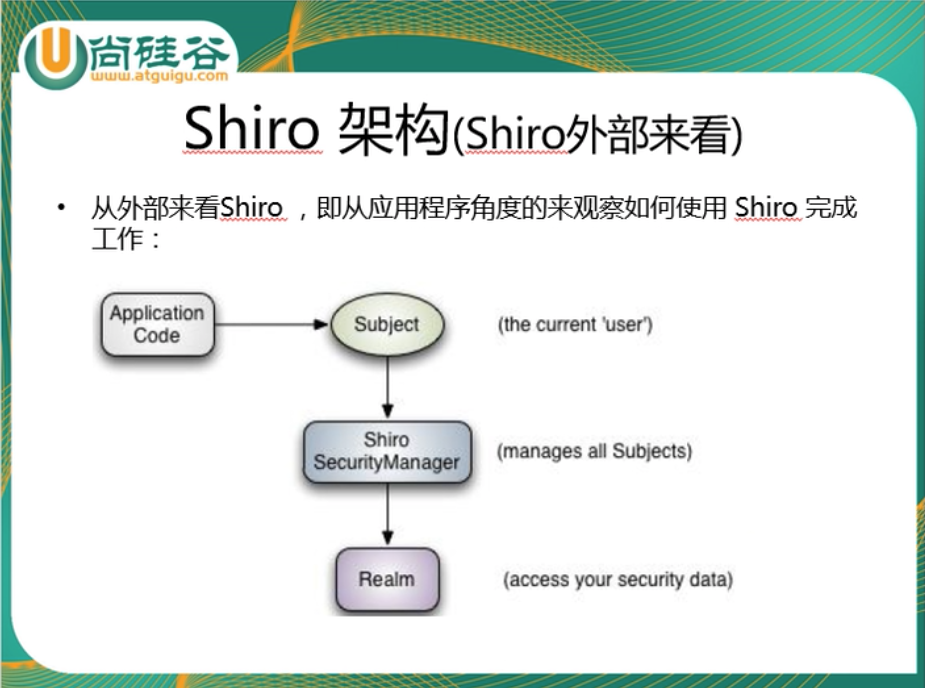 尚硅谷
www.atguigu.com
Shiro 架构(Shiro外部来看)
• 从外部来看Shiro ，即从应用程序角度的来观察如何使用 Shiro 完成
工作：
Application
Code
Subject
(the current 'user')
Shiro
SecurityManager
(manages all Subjects)
Realm
(access your security data)